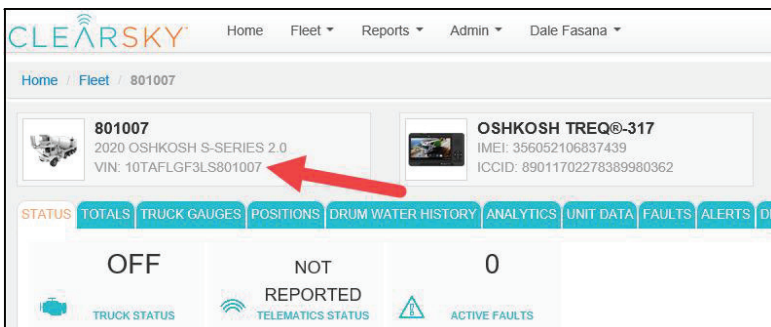 CLEARSKY Home Fleet Reports Admin Dale Fasana
Home / Fleet / 801007
801007
2020 OSHKOSH S-SERIES 2.0
VIN: 10TAFLGF3LS801007
OSHKOSH TREQ®-317
IMEI: 356052106837439
ICCID: 89011702278389980362
STATUS TOTALS TRUCK GAUGES POSITIONS DRUM WATER HISTORY ANALYTICS UNIT DATA FAULTS ALERTS
OFF
TRUCK STATUS
NOT
REPORTED
TELEMATICS STATUS
0
ACTIVE FAULTS